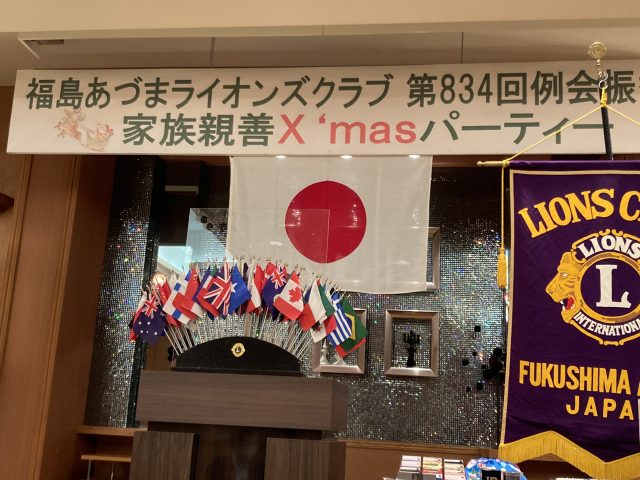 福島あづまライオンズクラブ 第834回例会振
家族親善X 'masパーティー
LIONS C
LIONS
L
INTERNATIONAL
FUKUSHIMA A
JAPA